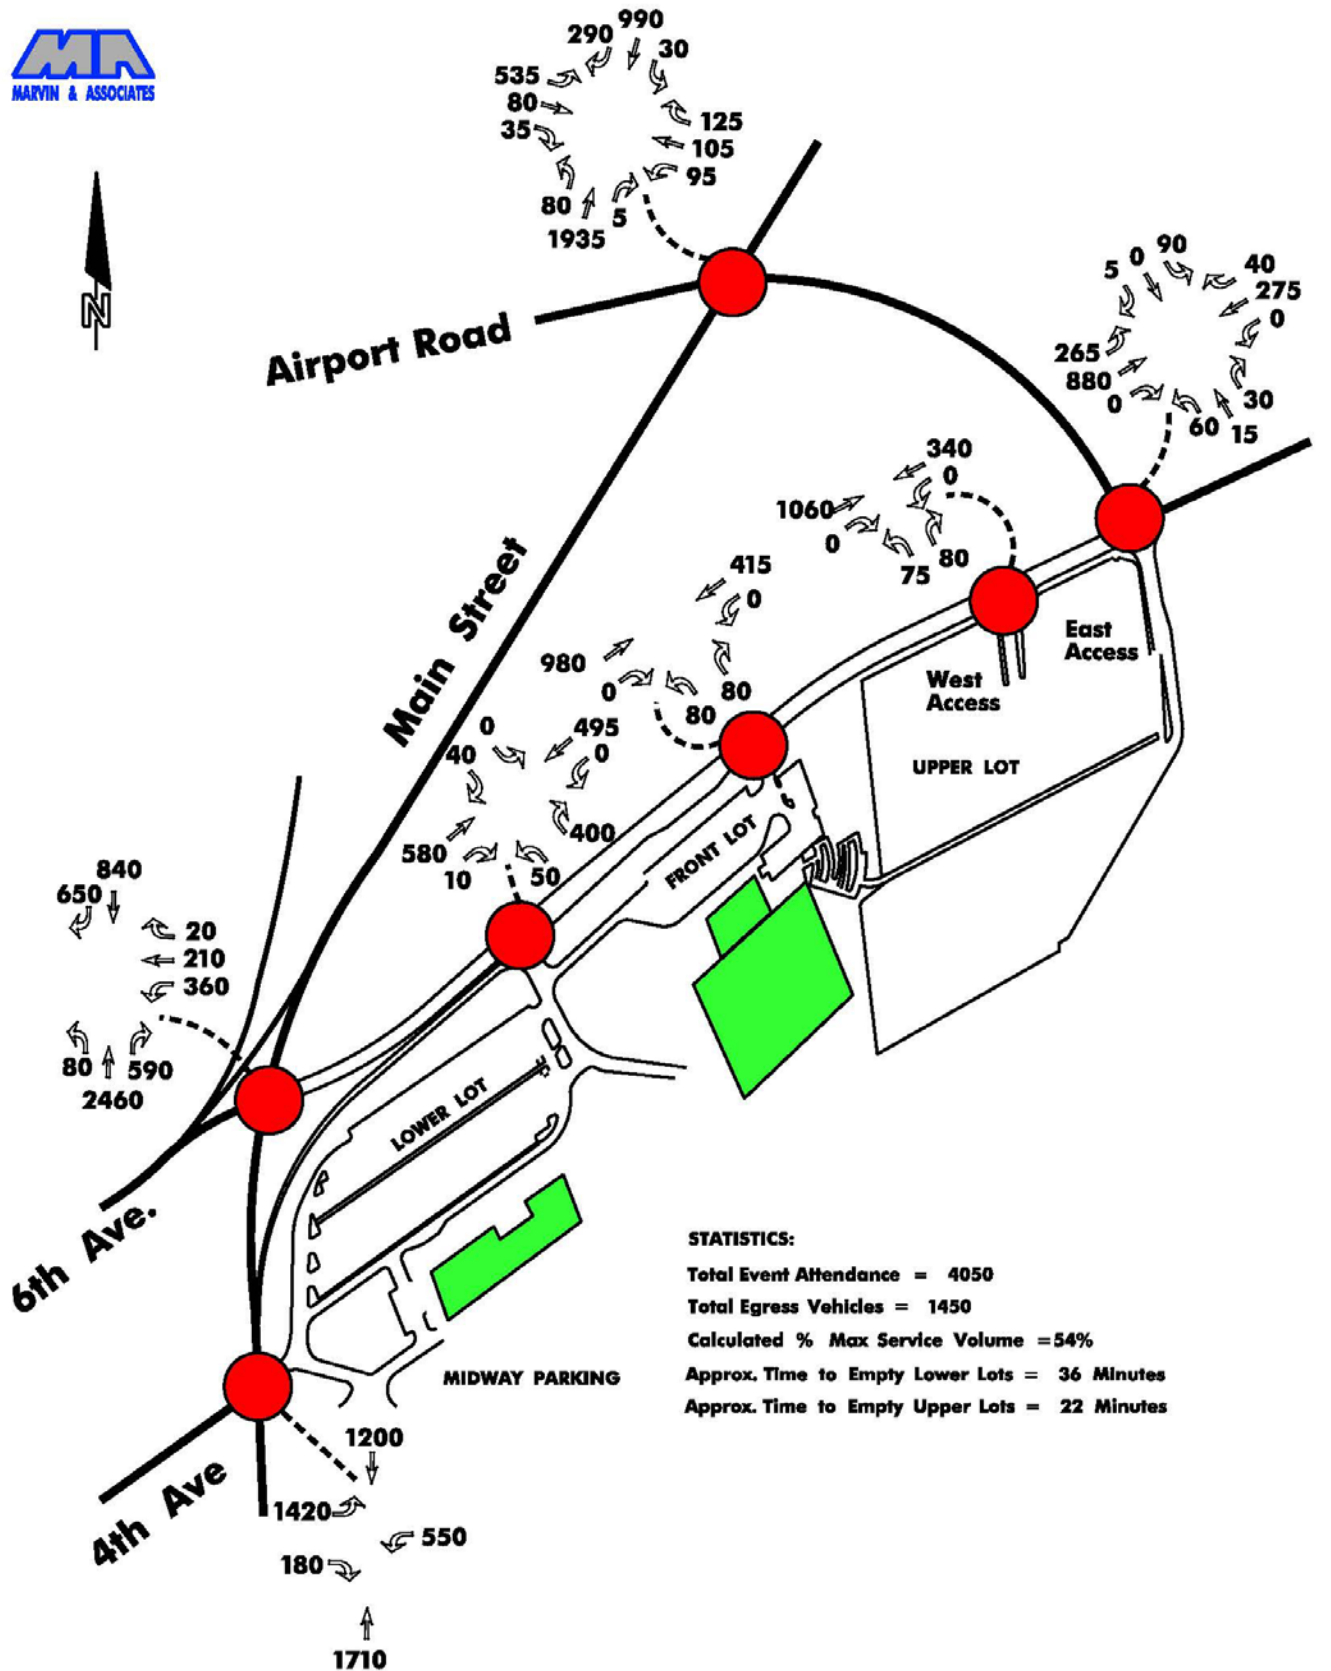 MA
MARVIN & ASSOCIATES
N
290 990 30
535
80
35
125
105
95
80
1935
5
5 0 90 40
275
0
265
880
0
60 15 30
Airport Road
Main Street
340
0
1060
0
75 80
415
0
980
0
80 80
0
40
495
0
580
10
50
400
East
Access
West
Access
UPPER LOT
FRONT LOT
LOWER LOT
840
650
20
210
360
80 590
2460
6th Ave.
4th Ave
MIDWAY PARKING
1200
1420
550
180
1710
STATISTICS:
Total Event Attendance = 4050
Total Egress Vehicles = 1450
Calculated % Max Service Volume =54%
Approx. Time to Empty Lower Lots = 36 Minutes
Approx. Time to Empty Upper Lots = 22 Minutes